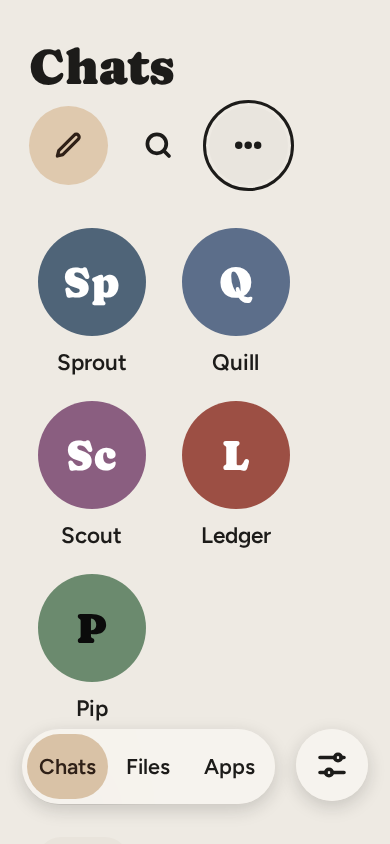 Chats
Sp Q
Sprout Quill
Sc L
Scout Ledger
P
Pip
Chats Files Apps